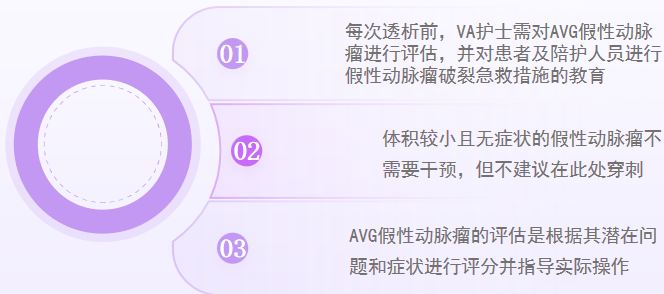 01
每次透析前，VA护士需对AVG假性动脉
瘤进行评估，并对患者及陪护人员进行
假性动脉瘤破裂急救措施的教育
02
体积较小且无症状的假性动脉瘤不
需要干预，但不建议在此处穿刺
03
AVG假性动脉瘤的评估是根据其潜在问
题和症状进行评分并指导实际操作